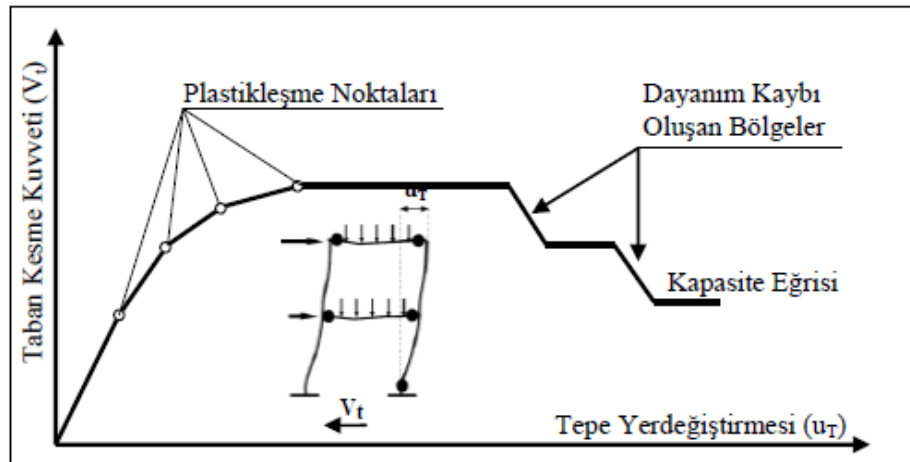 Taban Kesme Kuvveti (Vt)
Plastikleşme Noktaları
Dayanım Kaybı
Oluşan Bölgeler
uT
Kapasite Eğrisi
Vt
Tepe Yerdeğiştirmesi (uT)